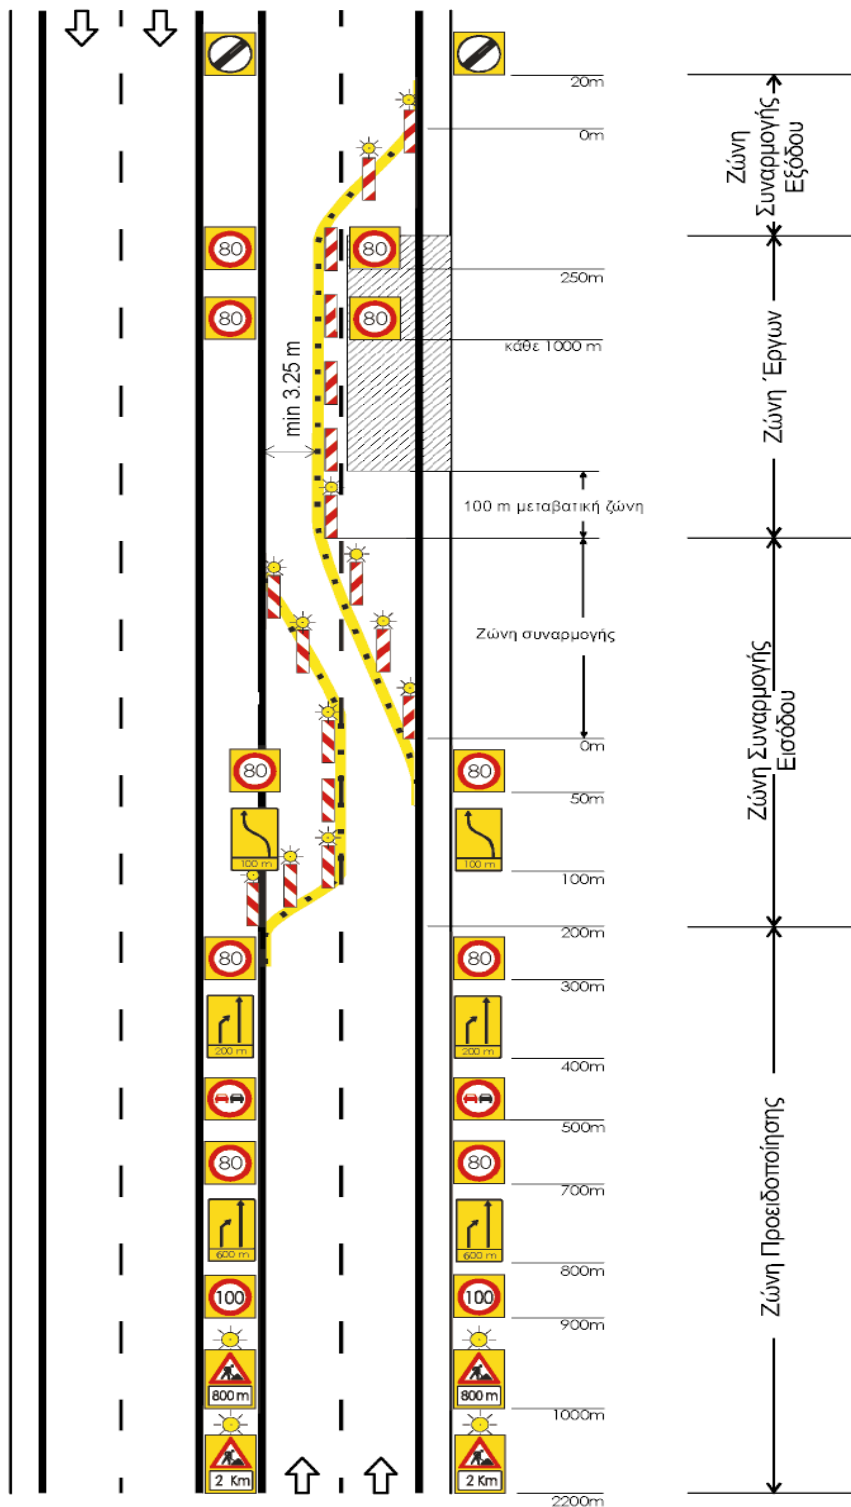 20m
0m
Ζώνη
Συναρμογής
Εξόδου
80
80
250m
80
80
κάθε 1000 m
min 3.25 m
Ζώνη Έργων
100 m μεταβατική ζώνη
Ζώνη συναρμογής
Ζώνη Συναρμογής
Εισόδου
0m
80
80
50m
100 m
100 m
100m
200m
80
80
300m
200 m
200 m
400m
500m
80
80
700m
Ζώνη Προειδοποίησης
600 m
600 m
800m
100
100
900m
800 m
800 m
1000m
2 Km
2 Km
2200m